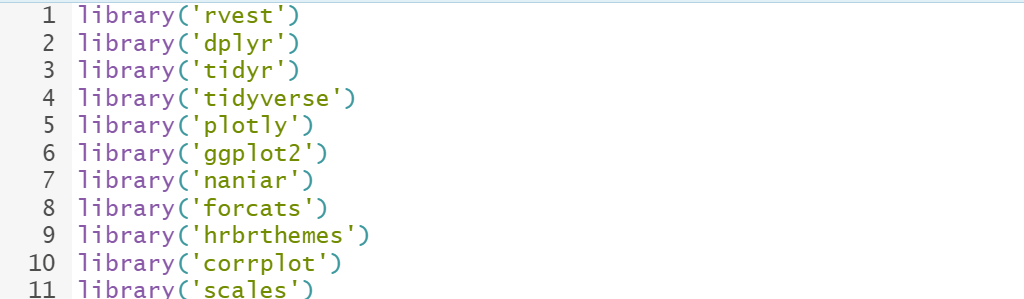 1 library('rvest')
2 library('dplyr')
3 library('tidyr')
4 library('tidyverse')
5 library('plotly')
6 library('ggplot2')
7 library('naniar')
8 library('forcats')
9 library('hrbrthemes')
10 library('corrplot')
11 library('scales')